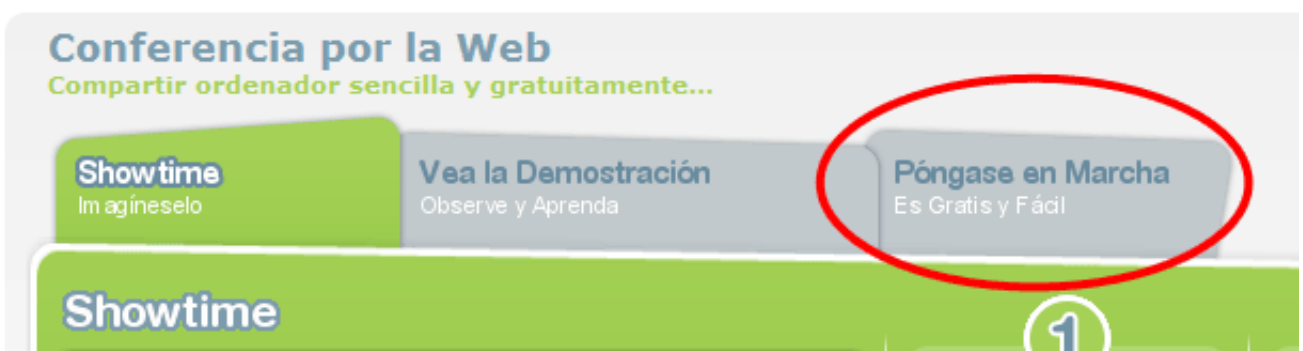 Conferencia por la Web
Compartir ordenador sencilla y gratuitamente...
Showtime
Imagíneselo
Vea la Demostración
Observe y Aprenda
Póngase en Marcha
Es Gratis y Fácil
Showtime
1